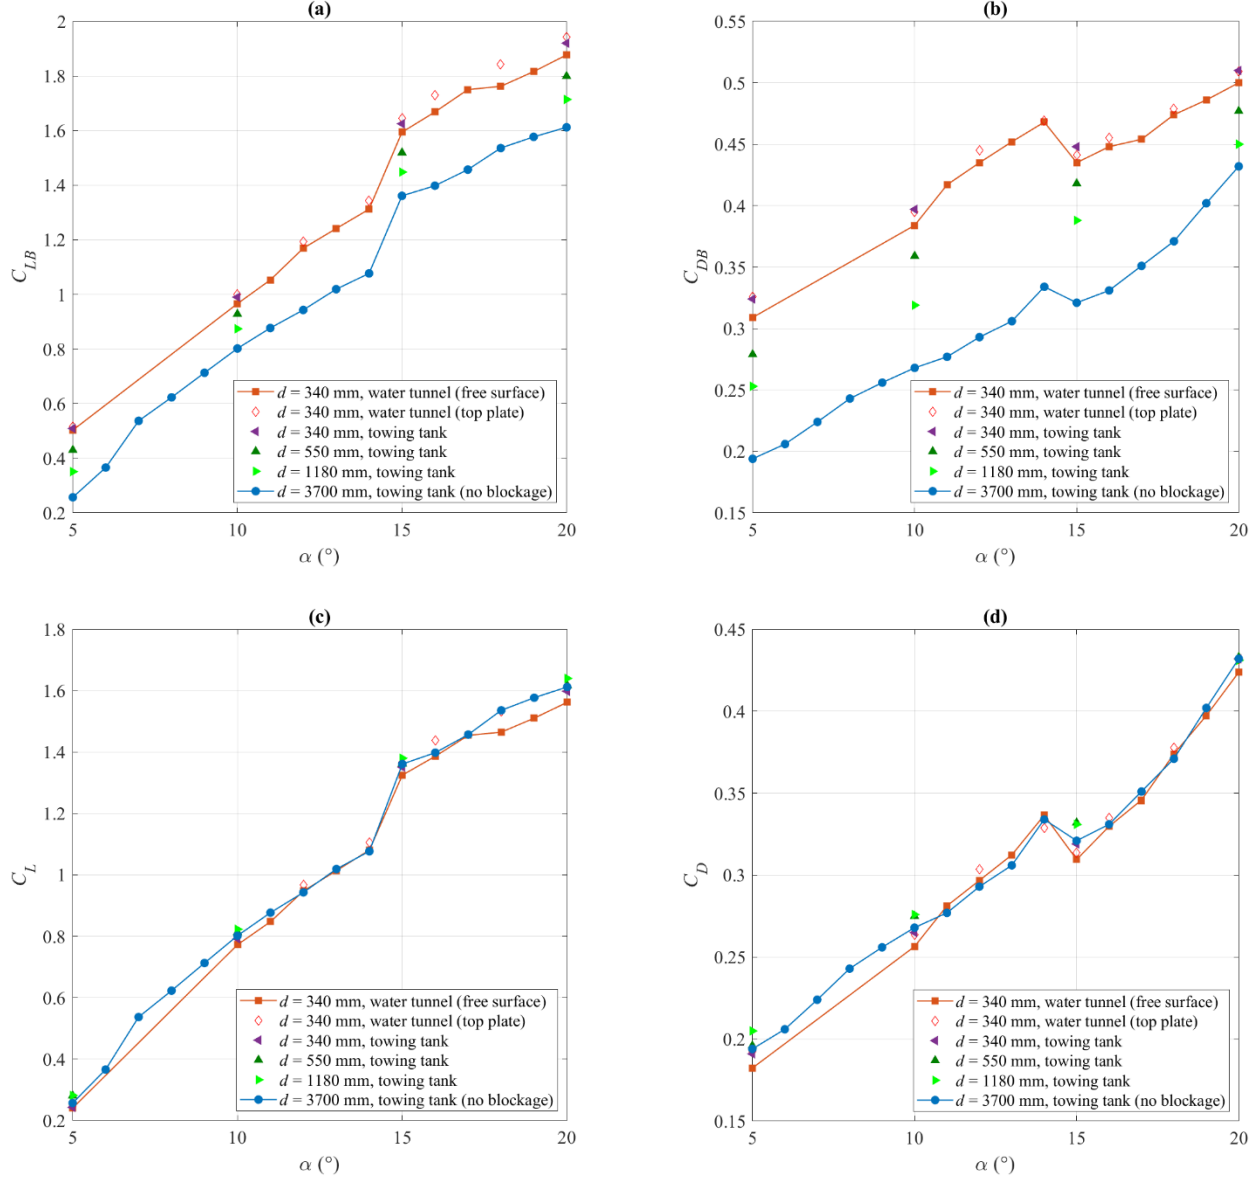 (a)
2
1.8
1.6
1.4
1.2
1
0.8
0.6
0.4
0.2
C_LB
5
10
15
20
α (°)
d = 340 mm, water tunnel (free surface)
d = 340 mm, water tunnel (top plate)
d = 340 mm, towing tank
d = 550 mm, towing tank
d = 1180 mm, towing tank
d = 3700 mm, towing tank (no blockage)
(b)
0.55
0.5
0.45
0.4
0.35
0.3
0.25
0.2
0.15
C_DB
5
10
15
20
α (°)
d = 340 mm, water tunnel (free surface)
d = 340 mm, water tunnel (top plate)
d = 340 mm, towing tank
d = 550 mm, towing tank
d = 1180 mm, towing tank
d = 3700 mm, towing tank (no blockage)
(c)
1.8
1.6
1.4
1.2
1
0.8
0.6
0.4
0.2
C_L
5
10
15
20
α (°)
d = 340 mm, water tunnel (free surface)
d = 340 mm, water tunnel (top plate)
d = 340 mm, towing tank
d = 550 mm, towing tank
d = 1180 mm, towing tank
d = 3700 mm, towing tank (no blockage)
(d)
0.45
0.4
0.35
0.3
0.25
0.2
0.15
C_D
5
10
15
20
α (°)
d = 340 mm, water tunnel (free surface)
d = 340 mm, water tunnel (top plate)
d = 340 mm, towing tank
d = 550 mm, towing tank
d = 1180 mm, towing tank
d = 3700 mm, towing tank (no blockage)